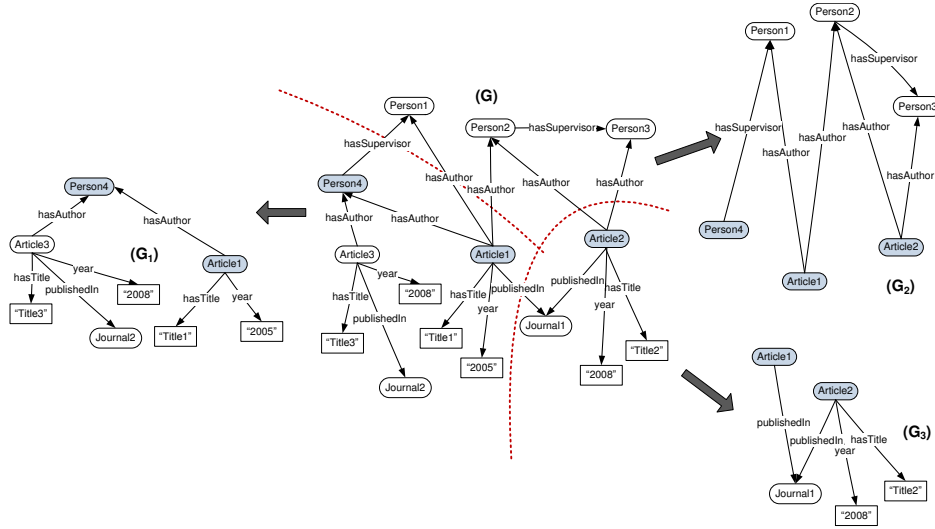 Person1
Person2
hasSupervisor
Person3
hasSupervisor
hasAuthor
hasAuthor
hasAuthor
hasAuthor
Person4
Article2
Article1
(G2)
(G)
Person1
Person2
hasSupervisor
Person3
hasSupervisor
Person4
hasAuthor
hasAuthor
hasAuthor
hasAuthor
hasAuthor
hasAuthor
Article3
Article1
Article2
hasTitle
year
"2008"
publishedIn
"Title3"
Journal2
hasTitle
year
publishedIn
"Title1"
"2005"
Journal1
publishedIn
year
hasTitle
"2008"
"Title2"
Person4
hasAuthor
hasAuthor
Article3
(G1)
Article1
hasTitle
year
publishedIn
"2008"
"Title3"
Journal2
hasTitle
year
"Title1"
"2005"
Article1
Article2
publishedIn
publishedIn
year
hasTitle
(G3)
Journal1
"2008"
"Title2"